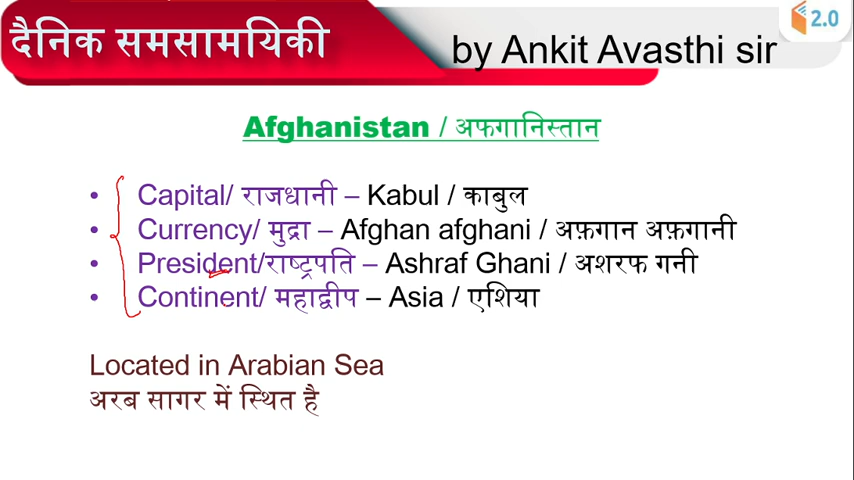 दैनिक समसामयिकी
by Ankit Avasthi sir
2.0
Afghanistan / अफगानिस्तान
• Capital/ राजधानी – Kabul / काबुल
• Currency/ मुद्रा – Afghan afghani / अफ़गान अफ़गानी
• President/राष्ट्रपति – Ashraf Ghani / अशरफ गनी
• Continent/ महाद्वीप – Asia / एशिया
Located in Arabian Sea
अरब सागर में स्थित है